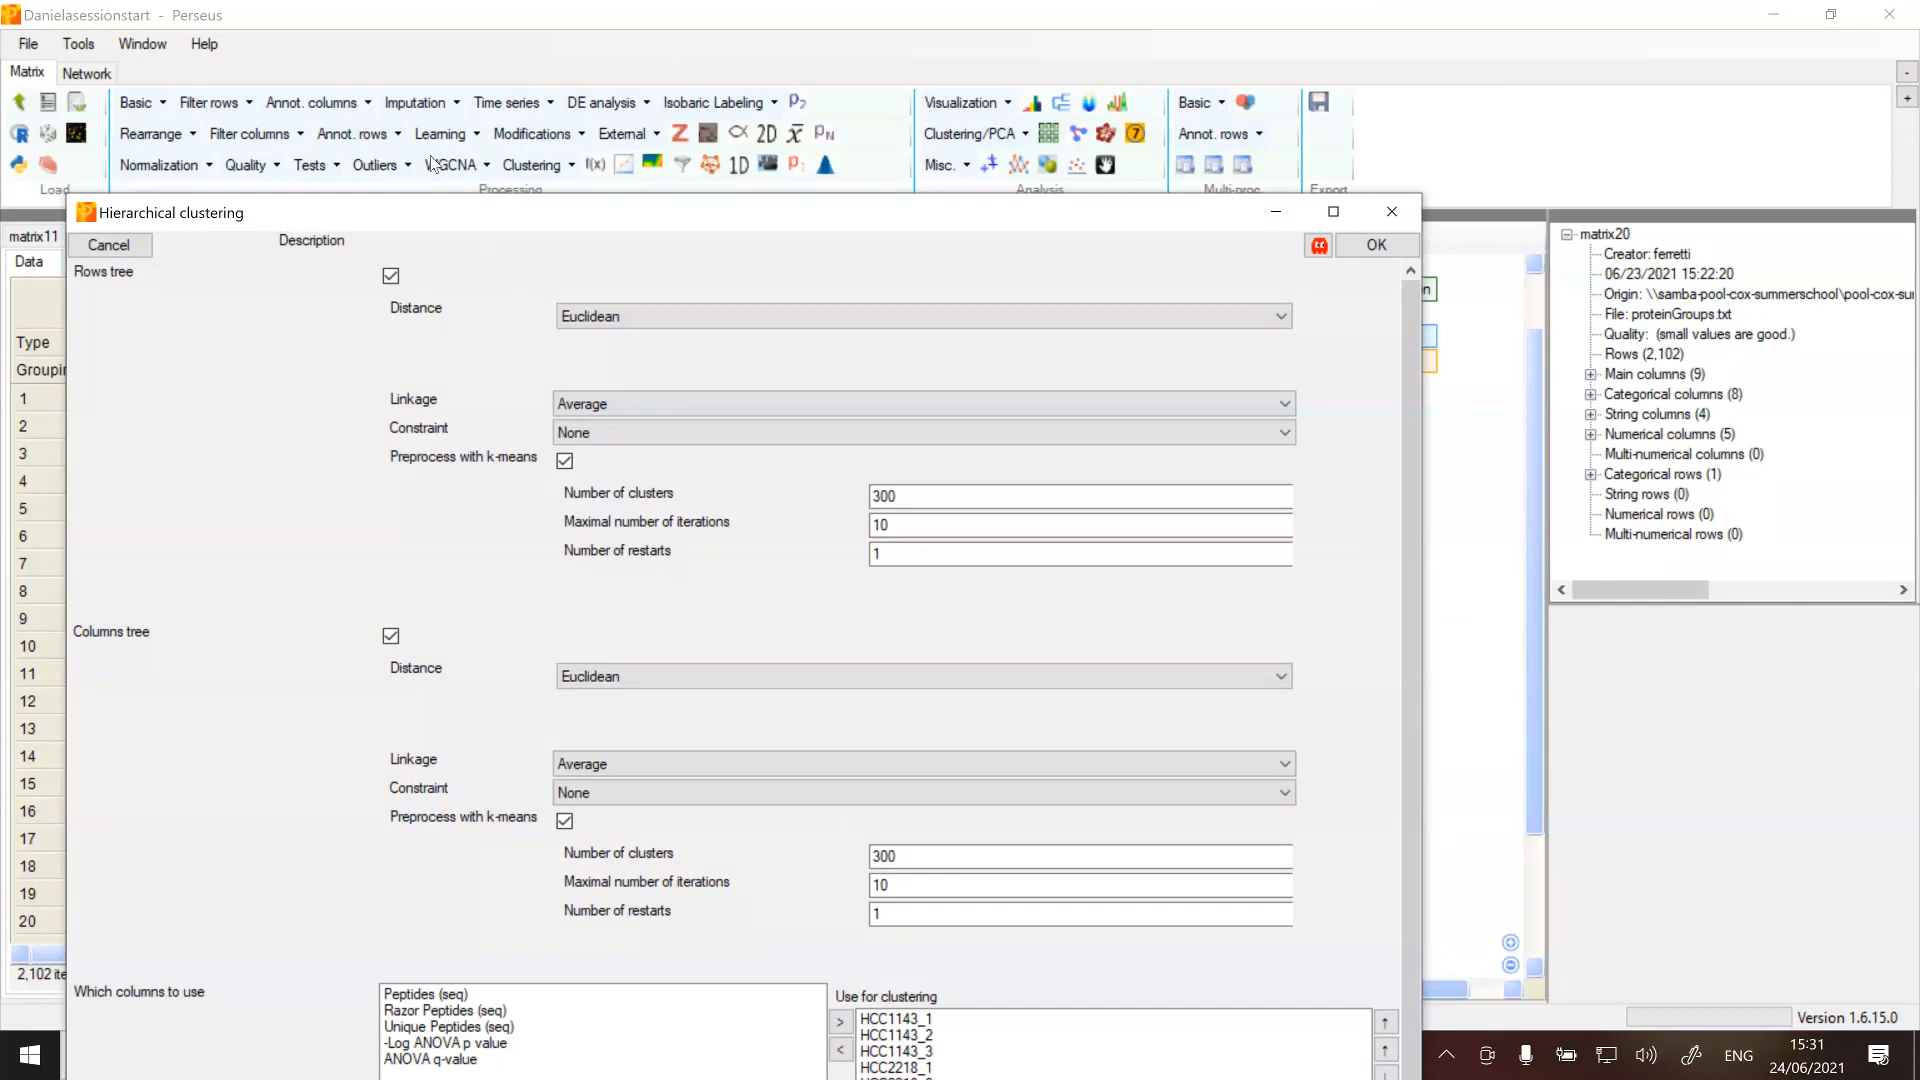 Danielasessionstart - Perseus
File Tools Window Help
Matrix Network
Basic Filter rows Annot. columns Imputation Time series DE analysis Isobaric Labeling p2 Visualization Basic
Rearrange Filter columns Annot. rows Learning Modifications External Z 2D x PN Clustering/PCA 7 Annot. rows
Normalization Quality Tests Outliers WGCNA Clustering f(x) 1D p1 Misc.
Load Processing Analysis Multi-proc. Export
Hierarchical clustering
matrix11
Cancel Description OK
Data
Type
Groupin
1
2
3
4
5
6
7
8
9
10
11
12
13
14
15
16
17
18
19
20
2,102 ite
Rows tree
Distance Euclidean
Linkage Average
Constraint None
Preprocess with k-means
Number of clusters 300
Maximal number of iterations 10
Number of restarts 1
Columns tree
Distance Euclidean
Linkage Average
Constraint None
Preprocess with k-means
Number of clusters 300
Maximal number of iterations 10
Number of restarts 1
Which columns to use
Peptides (seq)
Razor Peptides (seq)
Unique Peptides (seq)
-Log ANOVA p value
ANOVA q-value
Use for clustering
>
<
HCC1143_1
HCC1143_2
HCC1143_3
HCC2218_1
n
matrix20
Creator: ferretti
06/23/2021 15:22:20
Origin: \\samba-pool-cox-summerschool\pool-cox-su
File: proteinGroups.txt
Quality: (small values are good.)
Rows (2,102)
Main columns (9)
Categorical columns (8)
String columns (4)
Numerical columns (5)
Multi-numerical columns (0)
Categorical rows (1)
String rows (0)
Numerical rows (0)
Multi-numerical rows (0)
Version 1.6.15.0
ENG
15:31
24/06/2021